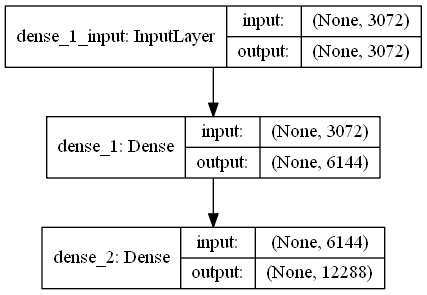 dense_1_input: InputLayer
input: (None, 3072)
output: (None, 3072)
dense_1: Dense
input: (None, 3072)
output: (None, 6144)
dense_2: Dense
input: (None, 6144)
output: (None, 12288)